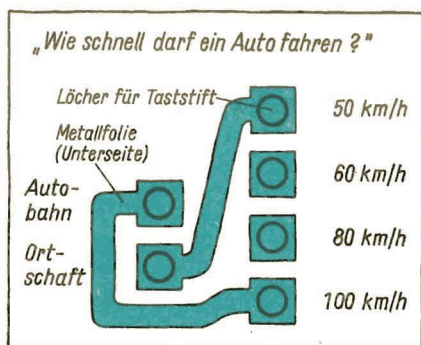 „Wie schnell darf ein Auto fahren ?"
Löcher für Taststift
Metallfolie
(Unterseite)
Auto-
bahn
Ort-
schaft
50 km/h
60 km/h
80 km/h
100 km/h